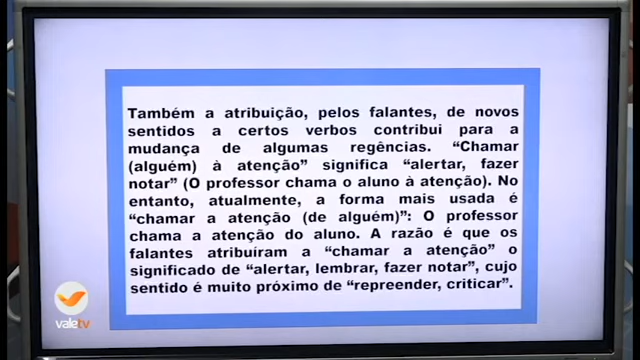 Também a atribuição, pelos falantes, de novos
sentidos a certos verbos contribui para a
mudança de algumas regências. “Chamar
(alguém) à atenção” significa “alertar, fazer
notar” (O professor chama o aluno à atenção). No
entanto, atualmente, a forma mais usada é
“chamar a atenção (de alguém)”: O professor
chama a atenção do aluno. A razão é que os
falantes atribuíram a “chamar a atenção” o
significado de “alertar, lembrar, fazer notar”, cujo
sentido é muito próximo de “repreender, criticar”.
valetv